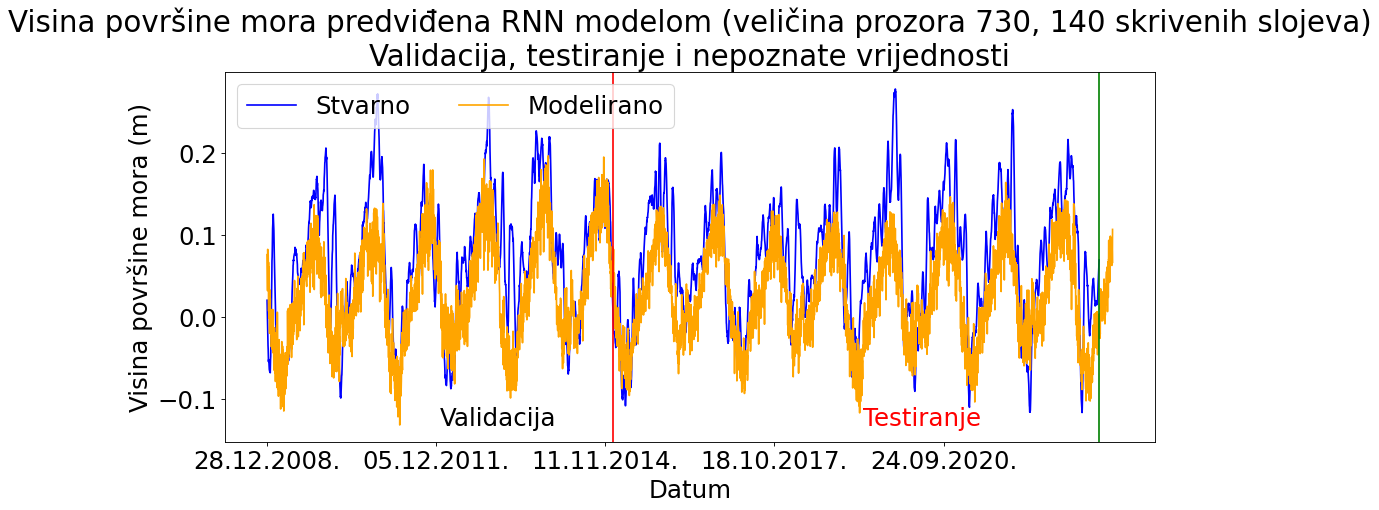 Visina površine mora predviđena RNN modelom (veličina prozora 730, 140 skrivenih slojeva)
Validacija, testiranje i nepoznate vrijednosti
Stvarno Modelirano
Visina površine mora (m)
0.2
0.1
0.0
−0.1
Validacija Testiranje
28.12.2008. 05.12.2011. 11.11.2014. 18.10.2017. 24.09.2020.
Datum